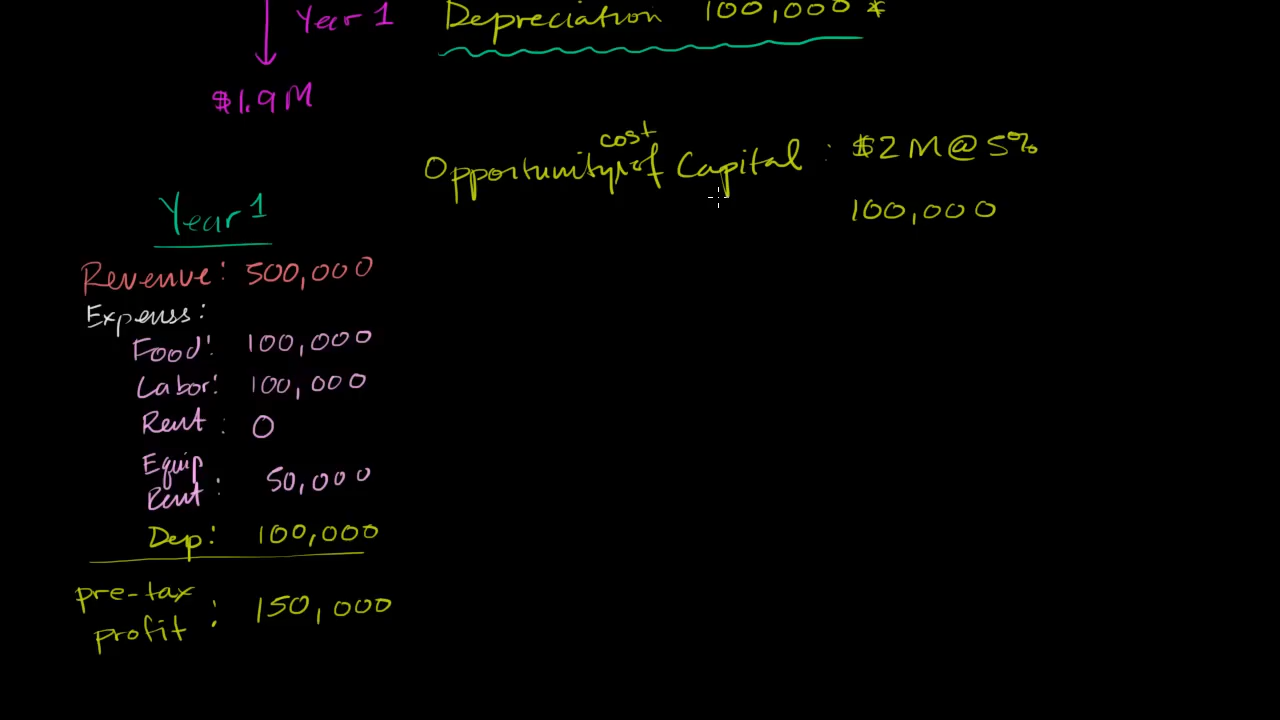 Year 1
Depreciation 100,000 *
$1.9M
cost
Opportunity of Capital : $2M@5%
100,000
Year 1
Revenue: 500,000
Expenss:
Food: 100,000
Labor: 100,000
Rent : 0
Equip
Rent : 50,000
Dep: 100,000
pre-tax
profit : 150,000